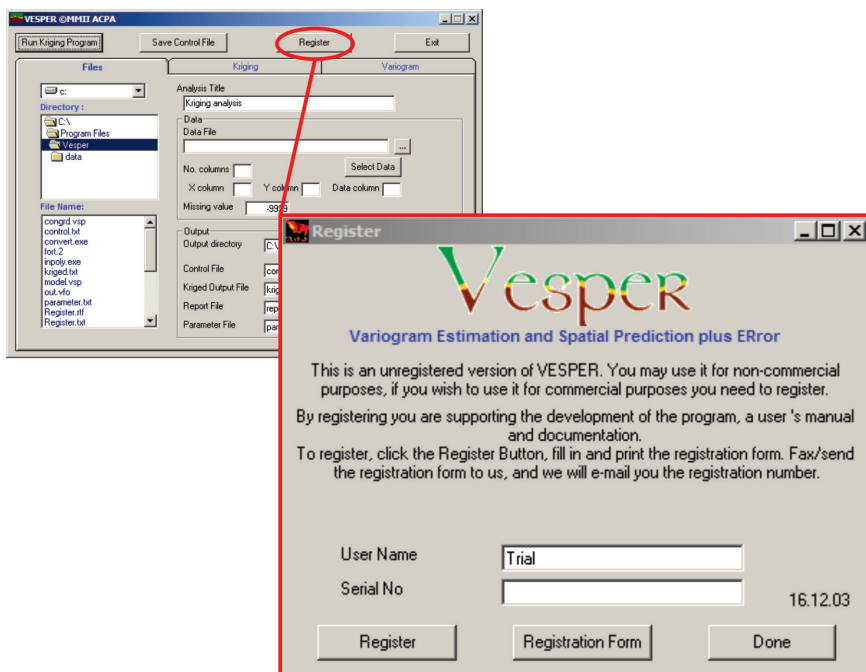 VESPER ©MMII ACPA
Run Kriging Program
Save Control File
Register
Exit
Files
Kriging
Variogram
c:
Directory :
C:\
Program Files
Vesper
data
File Name:
congrd.vsp
control.txt
convert.exe
fort.2
inpoly.exe
kriged.txt
model.vsp
out.vfo
parameter.txt
Register.rtf
Register.txt
Analysis Title
Kriging analysis
Data
Data File
...
No. columns
Select Data
X column
Y column
Data column
Missing value
-9999
Output
Output directory
Control File
Kriged Output File
Report File
Parameter File
Register
Vesper
Variogram Estimation and Spatial Prediction plus ERror
This is an unregistered version of VESPER. You may use it for non-commercial
purposes, if you wish to use it for commercial purposes you need to register.
By registering you are supporting the development of the program, a user 's manual
and documentation.
To register, click the Register Button, fill in and print the registration form. Fax/send
the registration form to us, and we will e-mail you the registration number.
User Name
Trial
Serial No
16.12.03
Register
Registration Form
Done